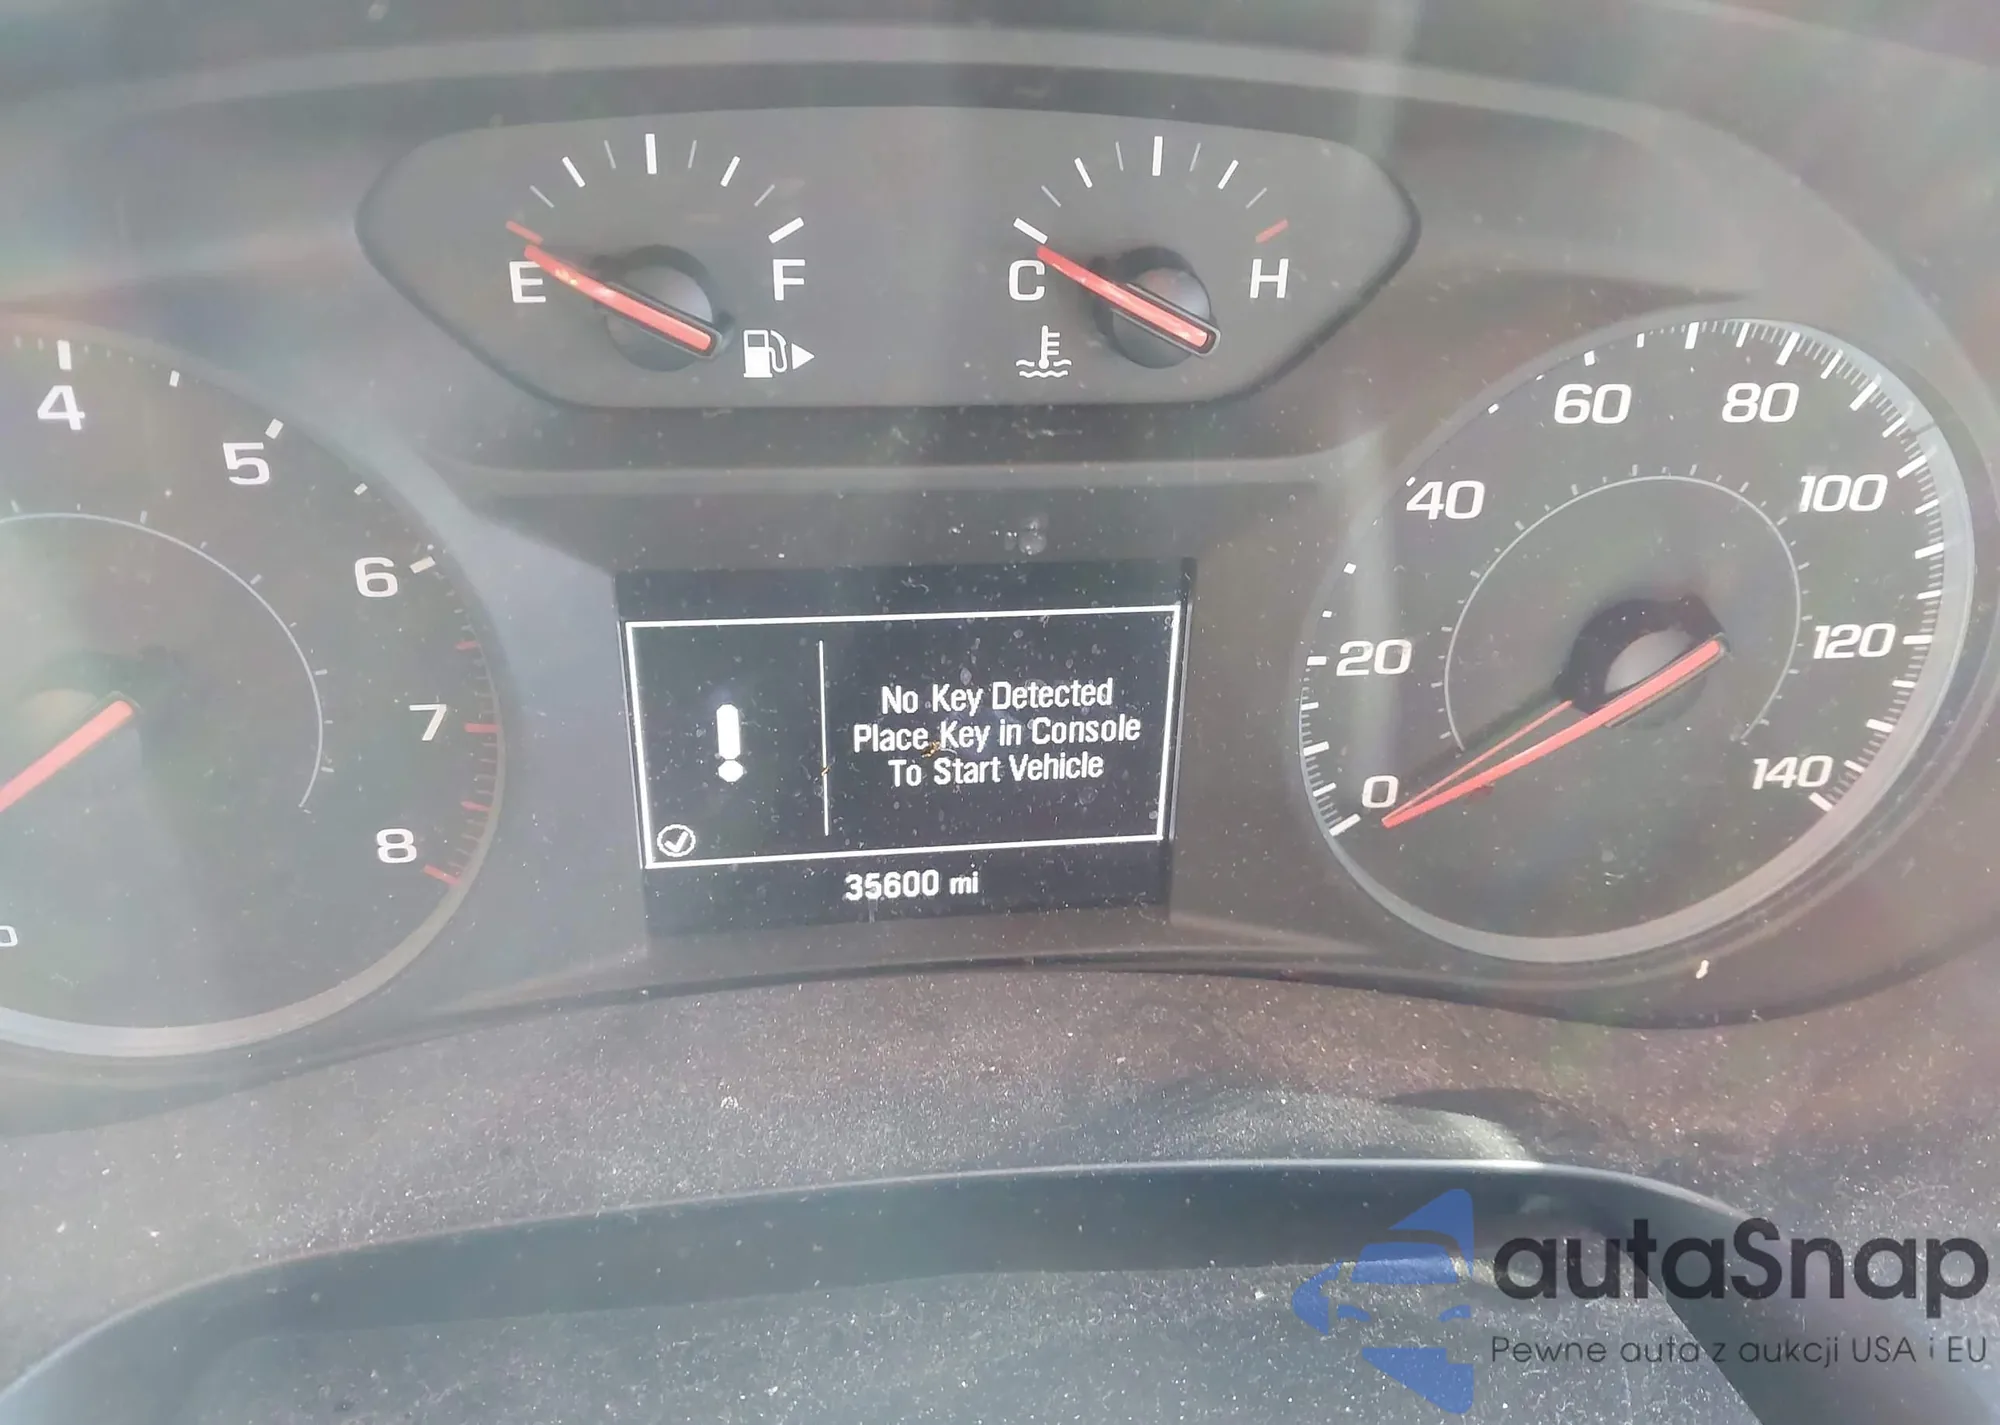 E
F
C
H
4
5
6
7
8
0
20
40
60
80
100
120
140
No Key Detected
Place Key in Console
To Start Vehicle
35600 mi
autaSnap
Pewne auta z aukcji USA i EU